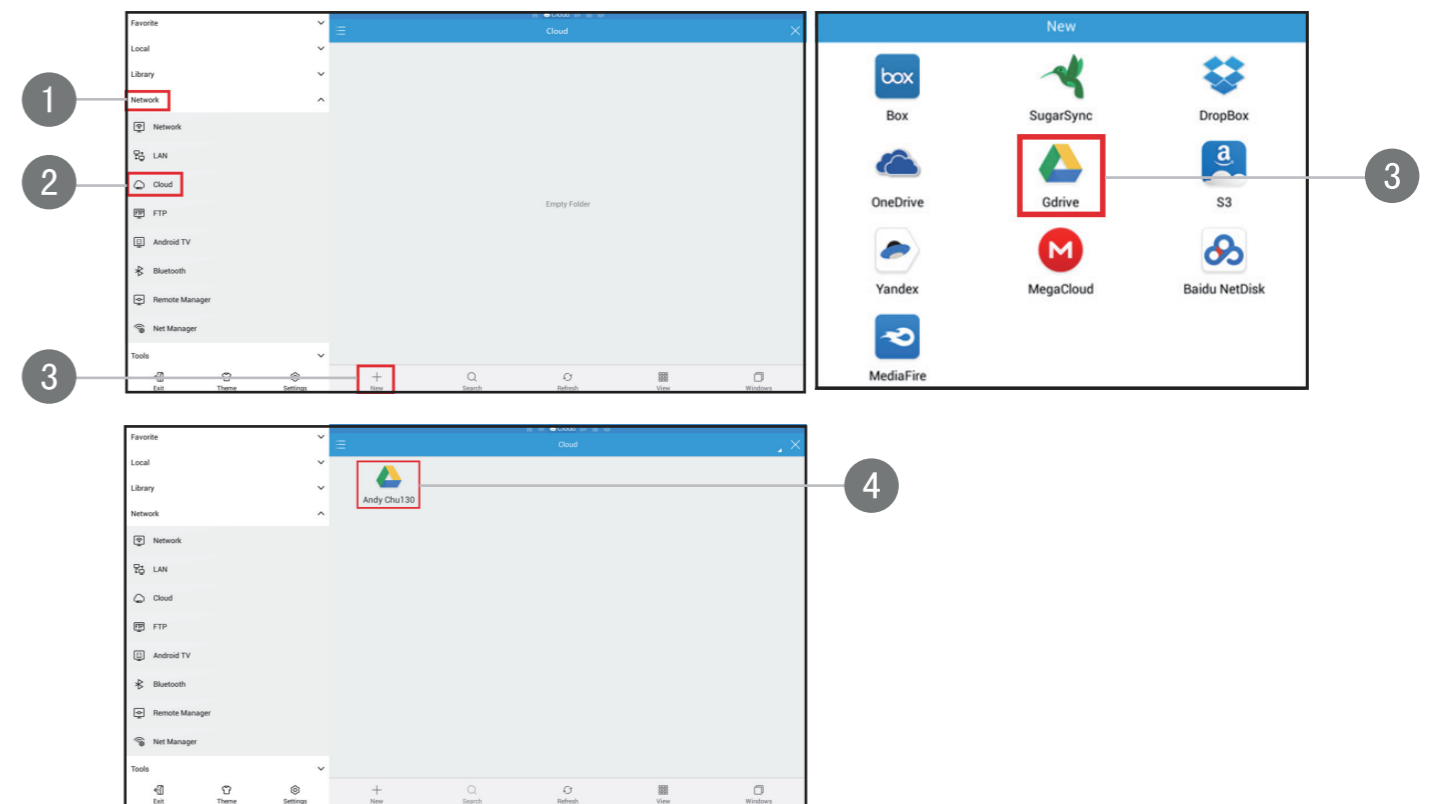 Favorite
Local
Library
Network
Network
LAN
Cloud
FTP
Android TV
Bluetooth
Remote Manager
Net Manager
Tools
Exit Theme Settings
Cloud
Cloud
Empty Folder
New Search Refresh View Windows
1
2
3
New
box
Box SugarSync DropBox
a
OneDrive Gdrive S3
M
Yandex MegaCloud Baidu NetDisk
MediaFire
3
Favorite
Local
Library
Network
Network
LAN
Cloud
FTP
Android TV
Bluetooth
Remote Manager
Net Manager
Tools
Exit Theme Settings
Cloud
Cloud
Andy Chu130
New Search Refresh View Windows
4